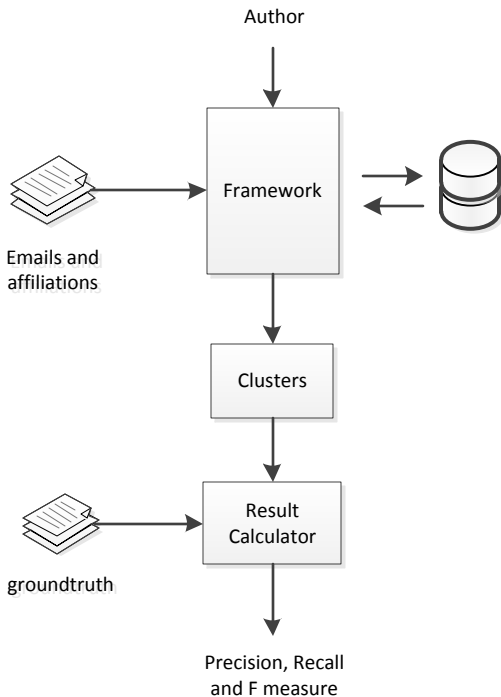 Author
Framework
Emails and
affiliations
Clusters
Result
Calculator
groundtruth
Precision, Recall
and F measure